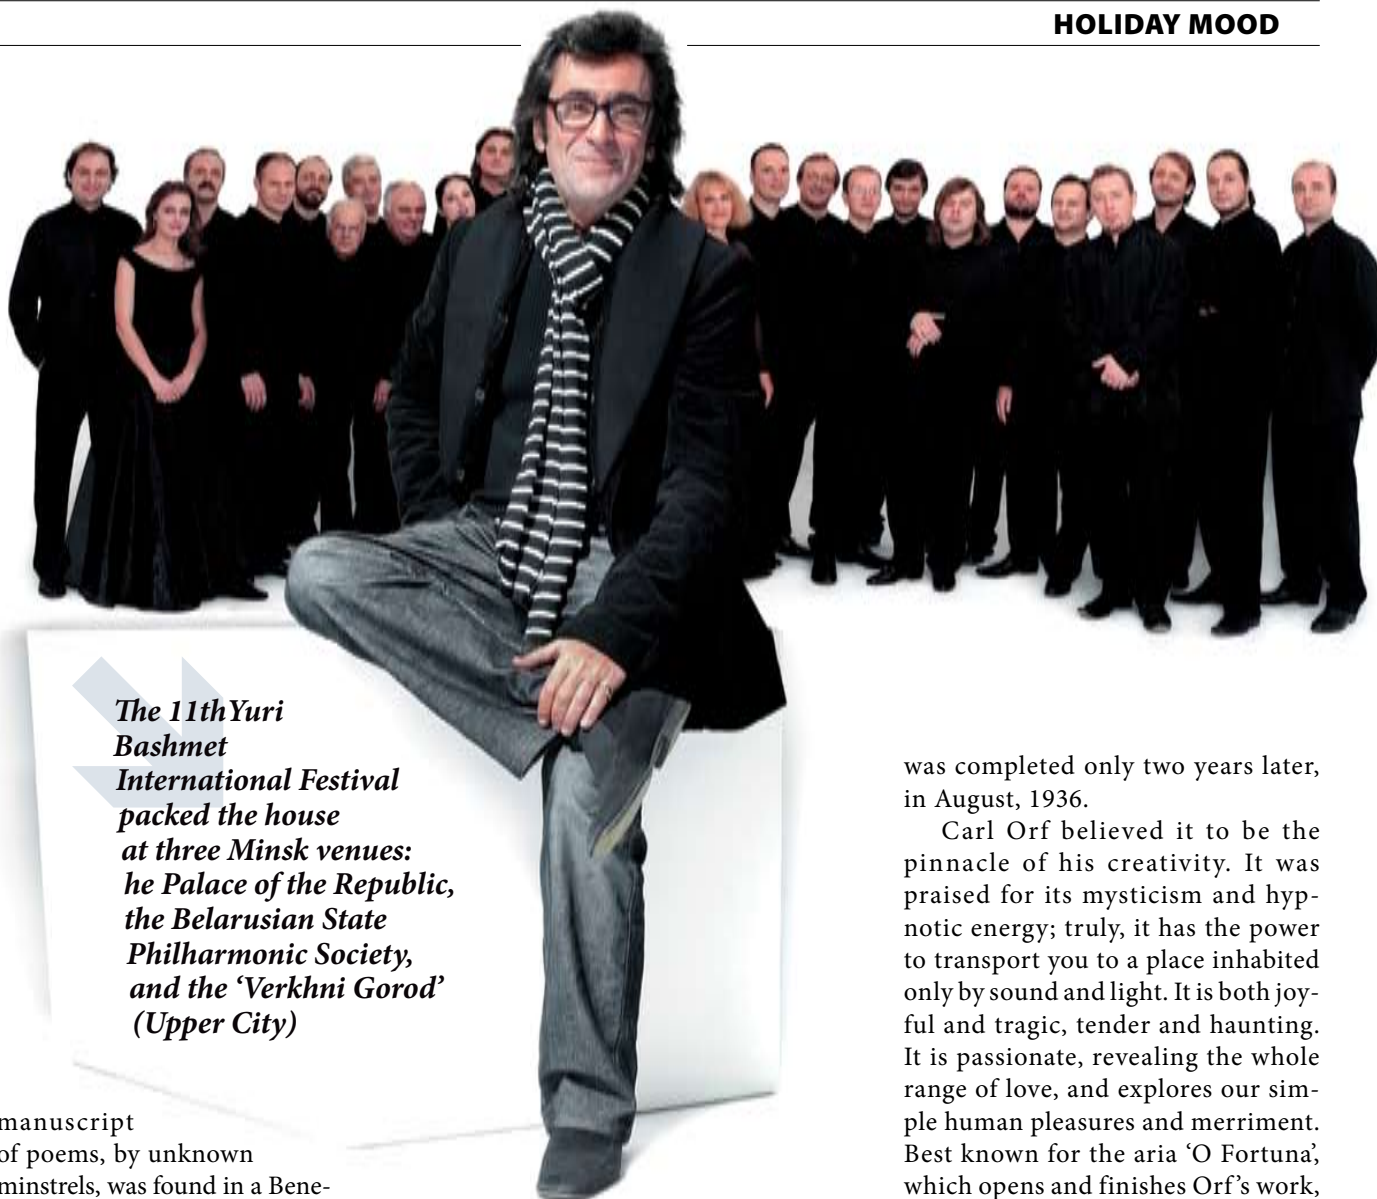 HOLIDAY MOOD
The 11thYuri
Bashmet
International Festival
packed the house
at three Minsk venues:
he Palace of the Republic,
the Belarusian State
Philharmonic Society,
and the ‘Verkhni Gorod’
(Upper City)
manuscript
of poems, by unknown
minstrels, was found in a Bene-
was completed only two years later,
in August, 1936.
Carl Orf believed it to be the
pinnacle of his creativity. It was
praised for its mysticism and hyp-
notic energy; truly, it has the power
to transport you to a place inhabited
only by sound and light. It is both joy-
ful and tragic, tender and haunting.
It is passionate, revealing the whole
range of love, and explores our sim-
ple human pleasures and merriment.
Best known for the aria ‘O Fortuna’,
which opens and finishes Orf’s work,